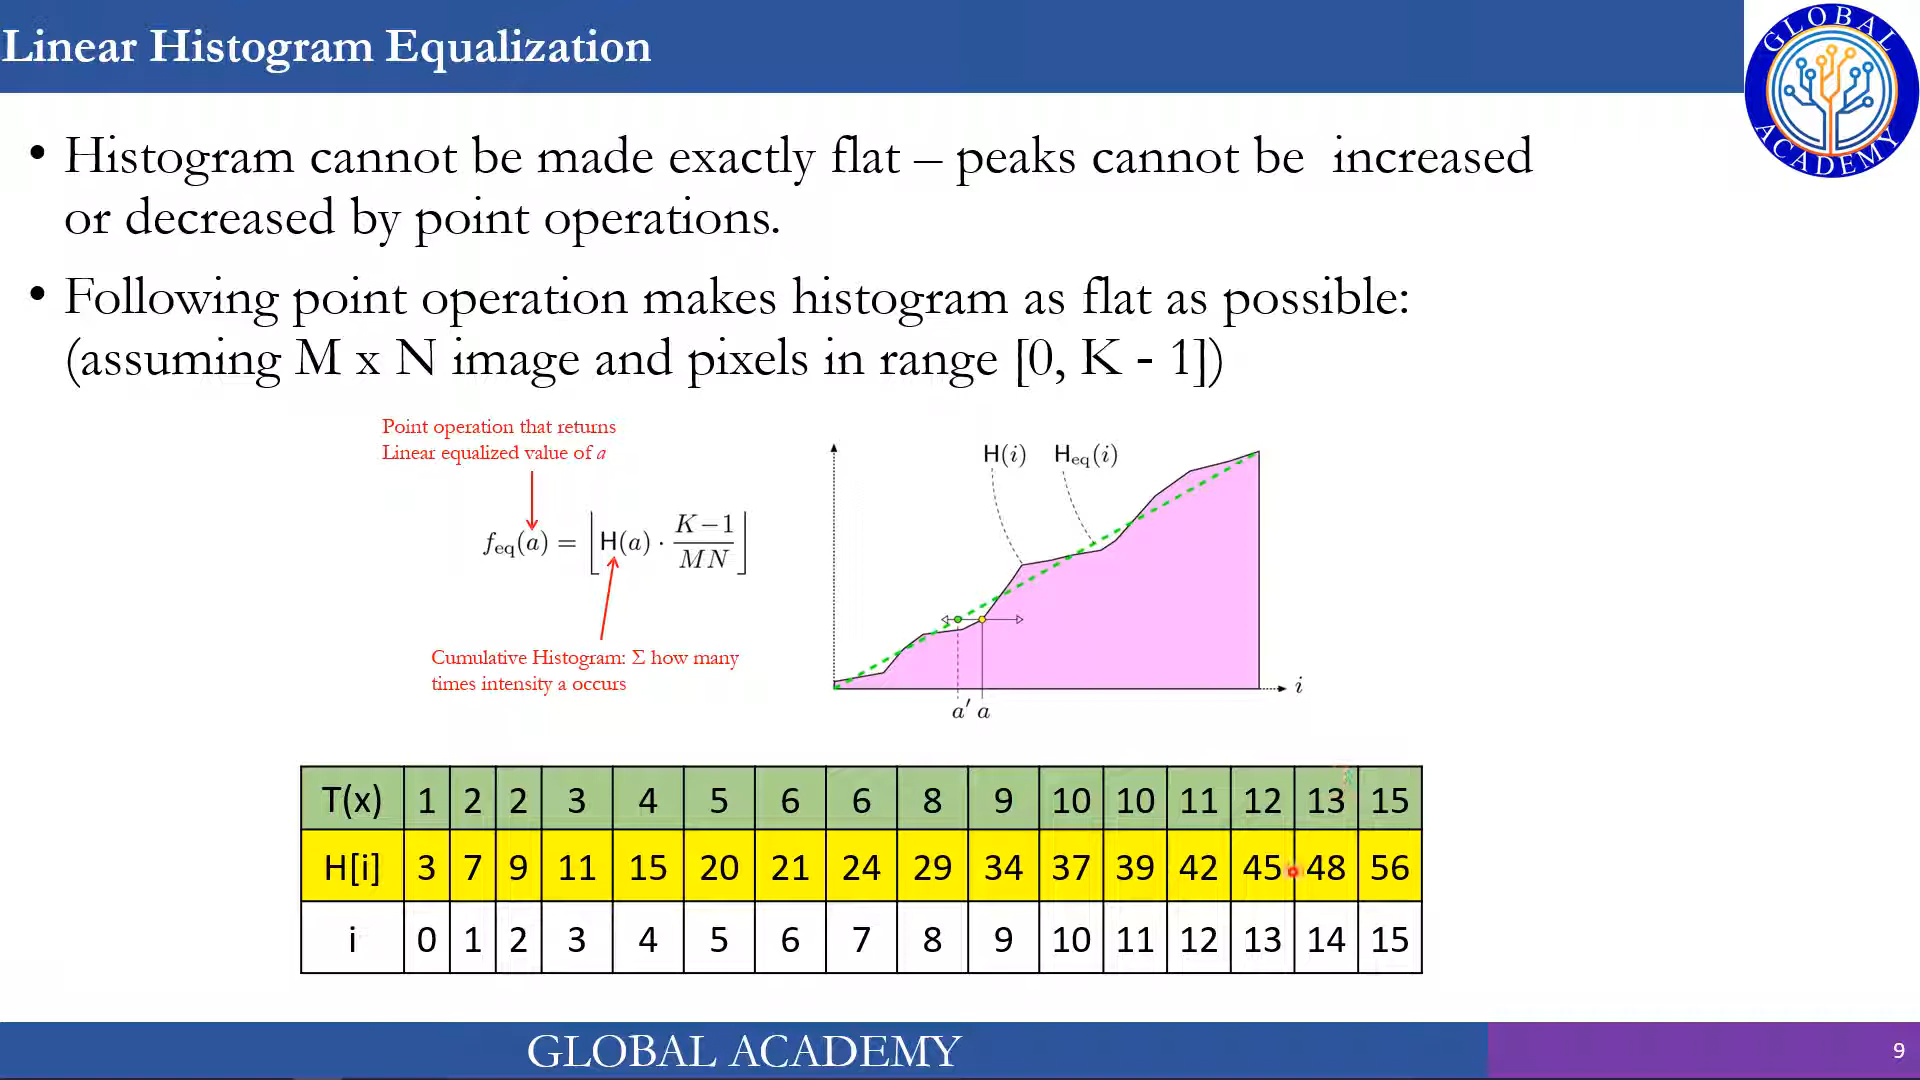 Linear Histogram Equalization
GLOBAL
ACADEMY
• Histogram cannot be made exactly flat – peaks cannot be increased
or decreased by point operations.
• Following point operation makes histogram as flat as possible:
(assuming M x N image and pixels in range [0, K - 1])
Point operation that returns
Linear equalized value of a
f_eq(a) = ⌊H(a) · (K−1)/(MN)⌋
Cumulative Histogram: Σ how many
times intensity a occurs
H(i) H_eq(i)
i
a′ a
T(x) 1 2 2 3 4 5 6 6 8 9 10 10 11 12 13 15
H[i] 3 7 9 11 15 20 21 24 29 34 37 39 42 45 48 56
i 0 1 2 3 4 5 6 7 8 9 10 11 12 13 14 15
GLOBAL ACADEMY
9